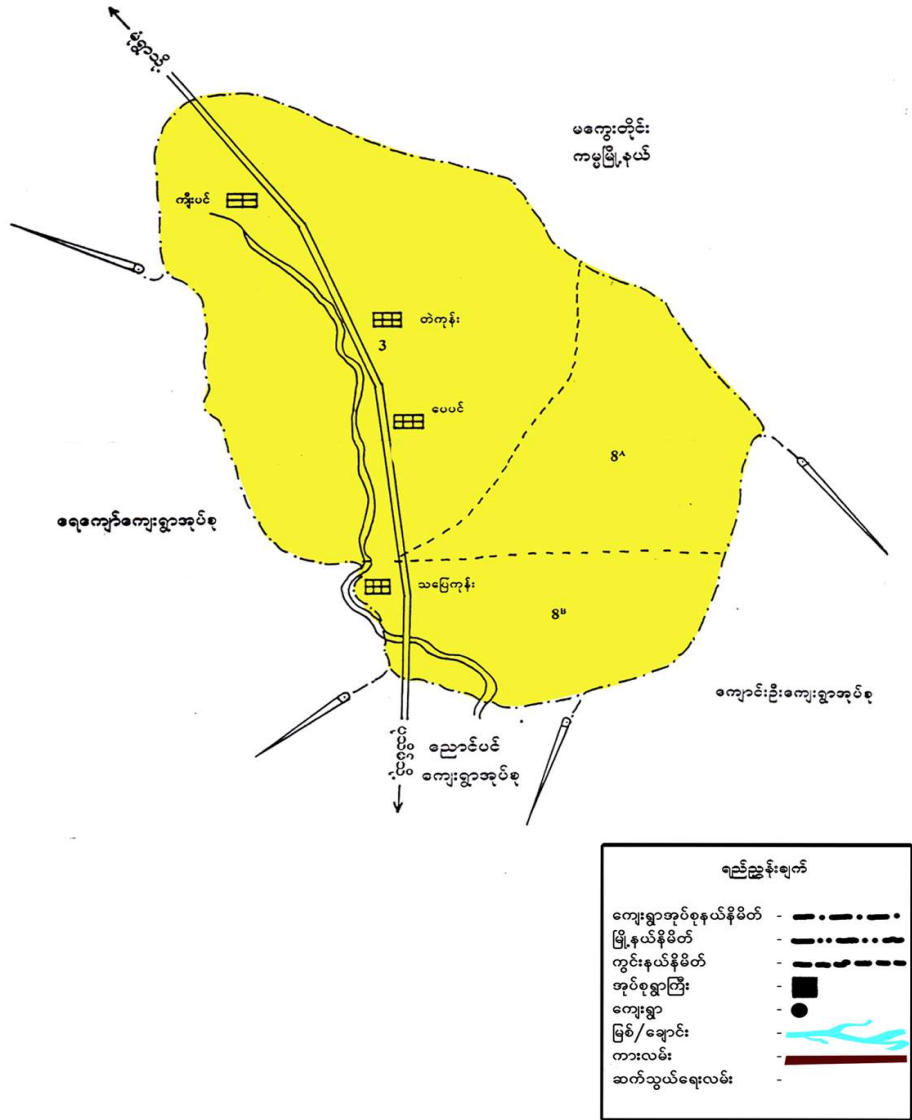 မုံရွာသို့
မကွေးတိုင်း
ကမ္မမြို့နယ်
ကျီးပင်
တဲကုန်း
3
ပေပင်
8ᴬ
ရေကျော်ကျေးရွာအုပ်စု
သပြေကုန်း
8ᴮ
ကျောင်းဦးကျေးရွာအုပ်စု
ညောင်ပင်
ကျေးရွာအုပ်စု
ရည်ညွှန်းချက်
ကျေးရွာအုပ်စုနယ်နိမိတ် -
မြို့နယ်နိမိတ် -
ကွင်းနယ်နိမိတ် -
အုပ်စုရွာကြီး -
ကျေးရွာ -
မြစ်/ချောင်း -
ကားလမ်း -
ဆက်သွယ်ရေးလမ်း -